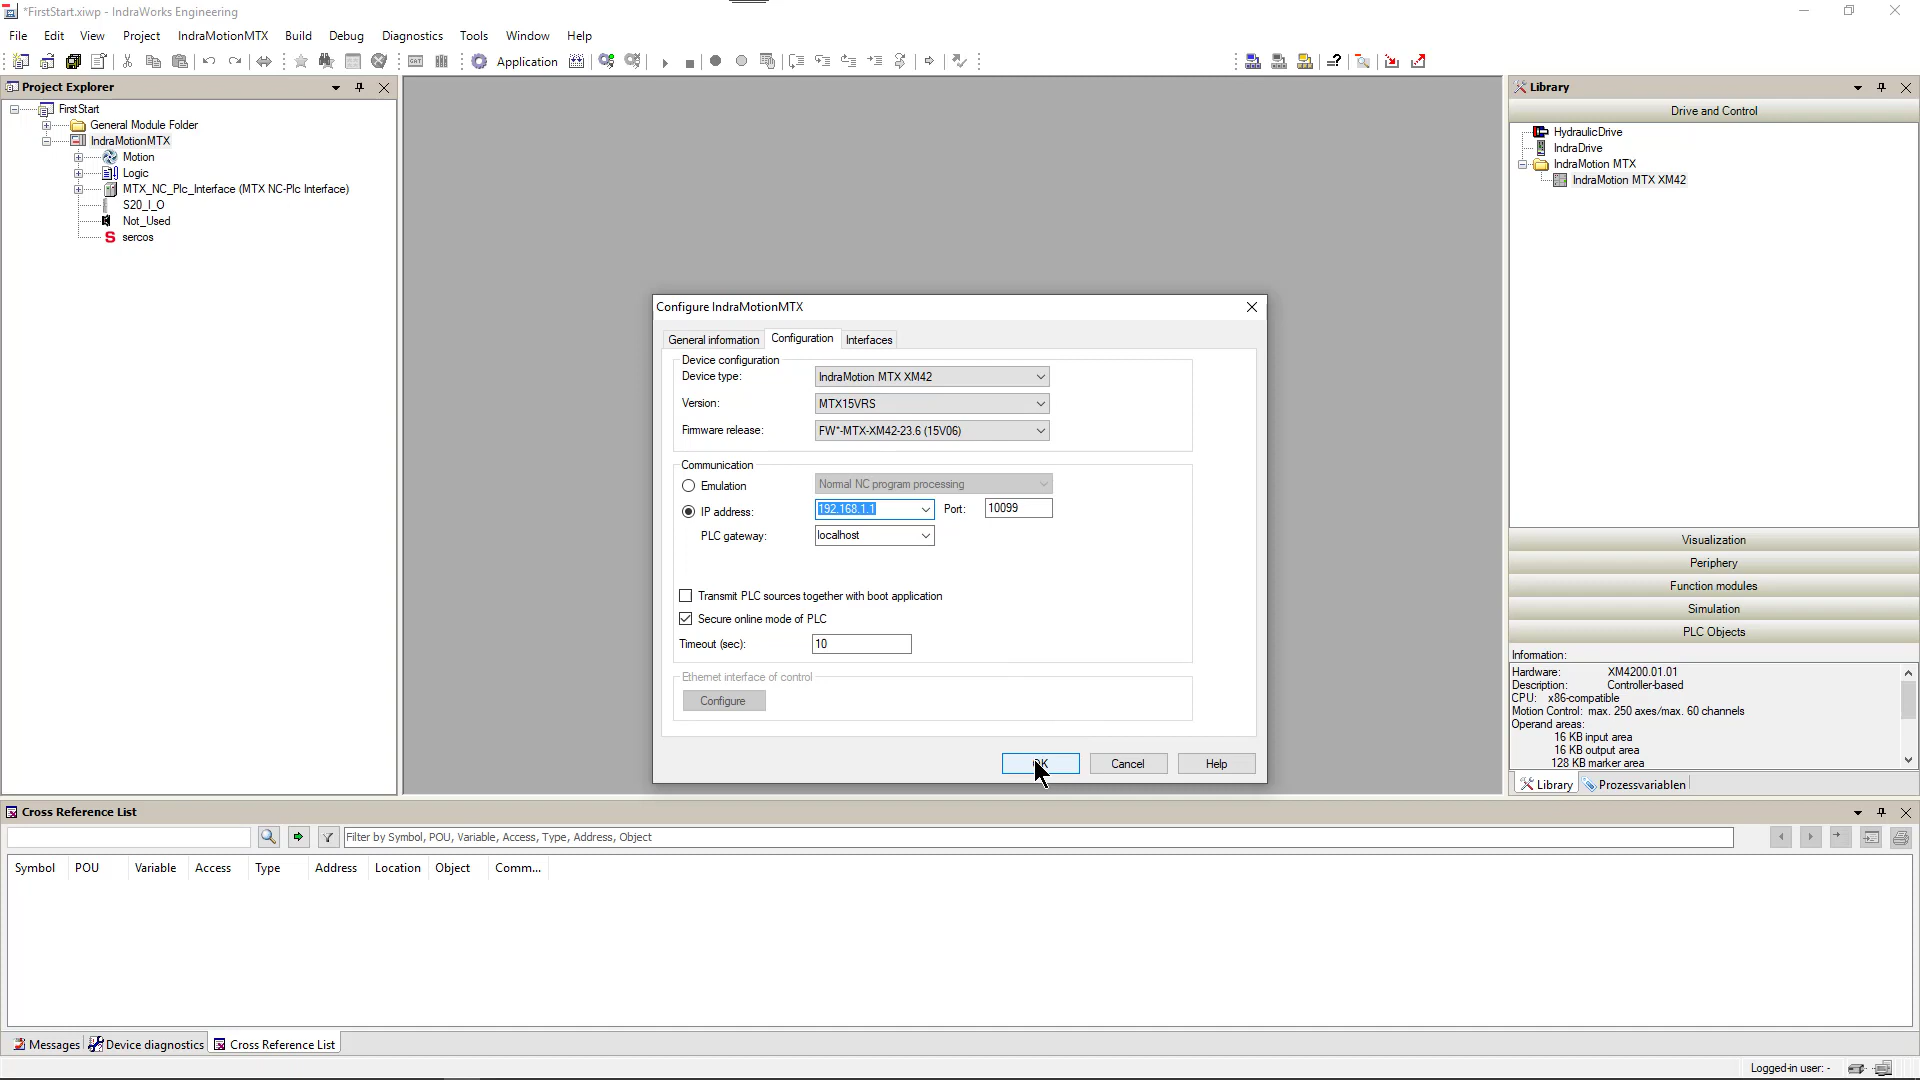 *FirstStart.xiwp - IndraWorks Engineering
File Edit View Project IndraMotionMTX Build Debug Diagnostics Tools Window Help
Application
Project Explorer
FirstStart
General Module Folder
IndraMotionMTX
Motion
Logic
MTX_NC_Plc_Interface (MTX NC-Plc Interface)
S20_I_O
Not_Used
sercos
Configure IndraMotionMTX
General information Configuration Interfaces
Device configuration
Device type: IndraMotion MTX XM42
Version: MTX15VRS
Firmware release: FW*-MTX-XM42-23.6 (15V06)
Communication
Emulation Normal NC program processing
IP address: 192.168.1.1 Port: 10099
PLC gateway: localhost
Transmit PLC sources together with boot application
Secure online mode of PLC
Timeout (sec): 10
Ethernet interface of control
Configure
OK Cancel Help
Library
Drive and Control
HydraulicDrive
IndraDrive
IndraMotion MTX
IndraMotion MTX XM42
Visualization
Periphery
Function modules
Simulation
PLC Objects
Information:
Hardware: XM4200.01.01
Description: Controller-based
CPU: x86-compatible
Motion Control: max. 250 axes/max. 60 channels
Operand areas:
16 KB input area
16 KB output area
128 KB marker area
Library Prozessvariablen
Cross Reference List
Filter by Symbol, POU, Variable, Access, Type, Address, Object
Symbol POU Variable Access Type Address Location Object Comm...
Messages Device diagnostics Cross Reference List
Logged-in user: -